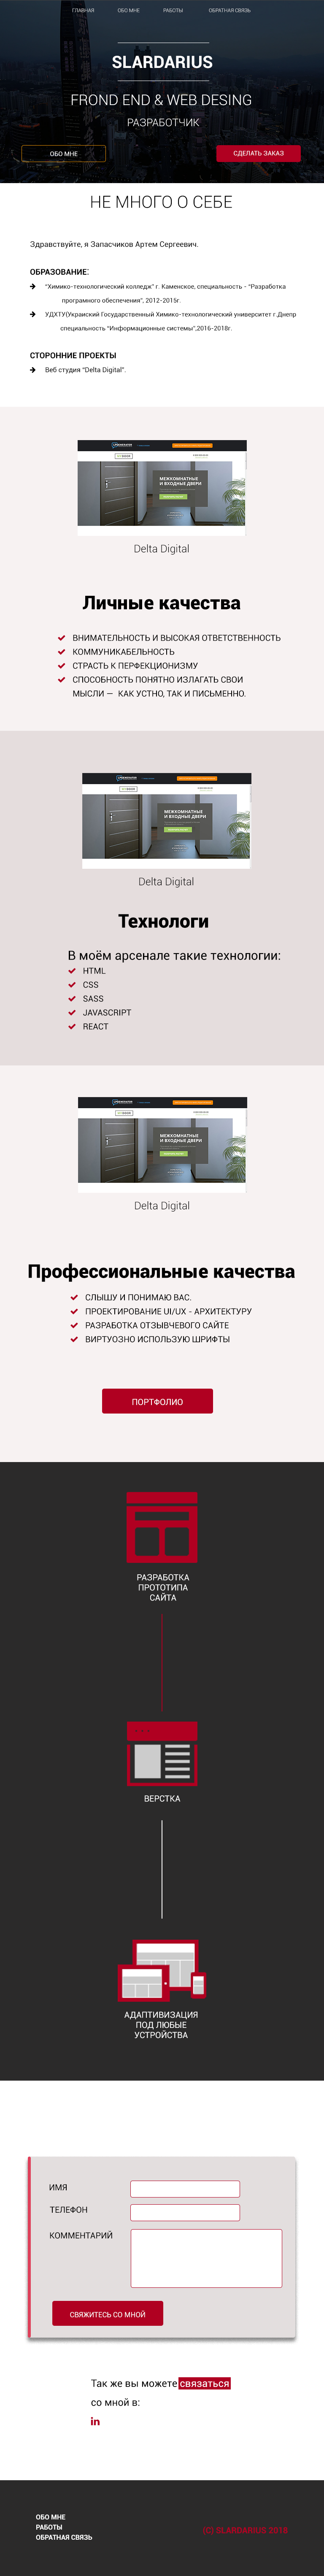 ГЛАВНАЯ ОБО МНЕ РАБОТЫ ОБРАТНАЯ СВЯЗЬ
SLARDARIUS
FROND END & WEB DESING
РАЗРАБОТЧИК
ОБО МНЕ СДЕЛАТЬ ЗАКАЗ
НЕ МНОГО О СЕБЕ
Здравствуйте, я Запасчиков Артем Сергеевич.
ОБРАЗОВАНИЕ:
“Химико-технологический колледж” г. Каменское, специальность - “Разработка
програмного обеспечения”, 2012-2015г.
УДХТУ(Украиский Государственный Химико-технологический университет г.Днепр
специальность “Информационные системы”,2016-2018г.
СТОРОННИЕ ПРОЕКТЫ
Веб студия “Delta Digital”.
МЕЖКОМНАТНЫЕ
И ВХОДНЫЕ ДВЕРИ
Delta Digital
Личные качества
ВНИМАТЕЛЬНОСТЬ И ВЫСОКАЯ ОТВЕТСТВЕННОСТЬ
КОММУНИКАБЕЛЬНОСТЬ
СТРАСТЬ К ПЕРФЕКЦИОНИЗМУ
СПОСОБНОСТЬ ПОНЯТНО ИЗЛАГАТЬ СВОИ
МЫСЛИ — КАК УСТНО, ТАК И ПИСЬМЕННО.
МЕЖКОМНАТНЫЕ
И ВХОДНЫЕ ДВЕРИ
Delta Digital
Технологи
В моём арсенале такие технологии:
HTML
CSS
SASS
JAVASCRIPT
REACT
МЕЖКОМНАТНЫЕ
И ВХОДНЫЕ ДВЕРИ
Delta Digital
Профессиональные качества
СЛЫШУ И ПОНИМАЮ ВАС.
ПРОЕКТИРОВАНИЕ UI/UX - АРХИТЕКТУРУ
РАЗРАБОТКА ОТЗЫВЧЕВОГО САЙТЕ
ВИРТУОЗНО ИСПОЛЬЗУЮ ШРИФТЫ
ПОРТФОЛИО
РАЗРАБОТКА
ПРОТОТИПА
САЙТА
ВЕРСТКА
АДАПТИВИЗАЦИЯ
ПОД ЛЮБЫЕ
УСТРОЙСТВА
ИМЯ
ТЕЛЕФОН
КОММЕНТАРИЙ
СВЯЖИТЕСЬ СО МНОЙ
Так же вы можете связаться
со мной в:
in
ОБО МНЕ
РАБОТЫ
ОБРАТНАЯ СВЯЗЬ
(C) SLARDARIUS 2018